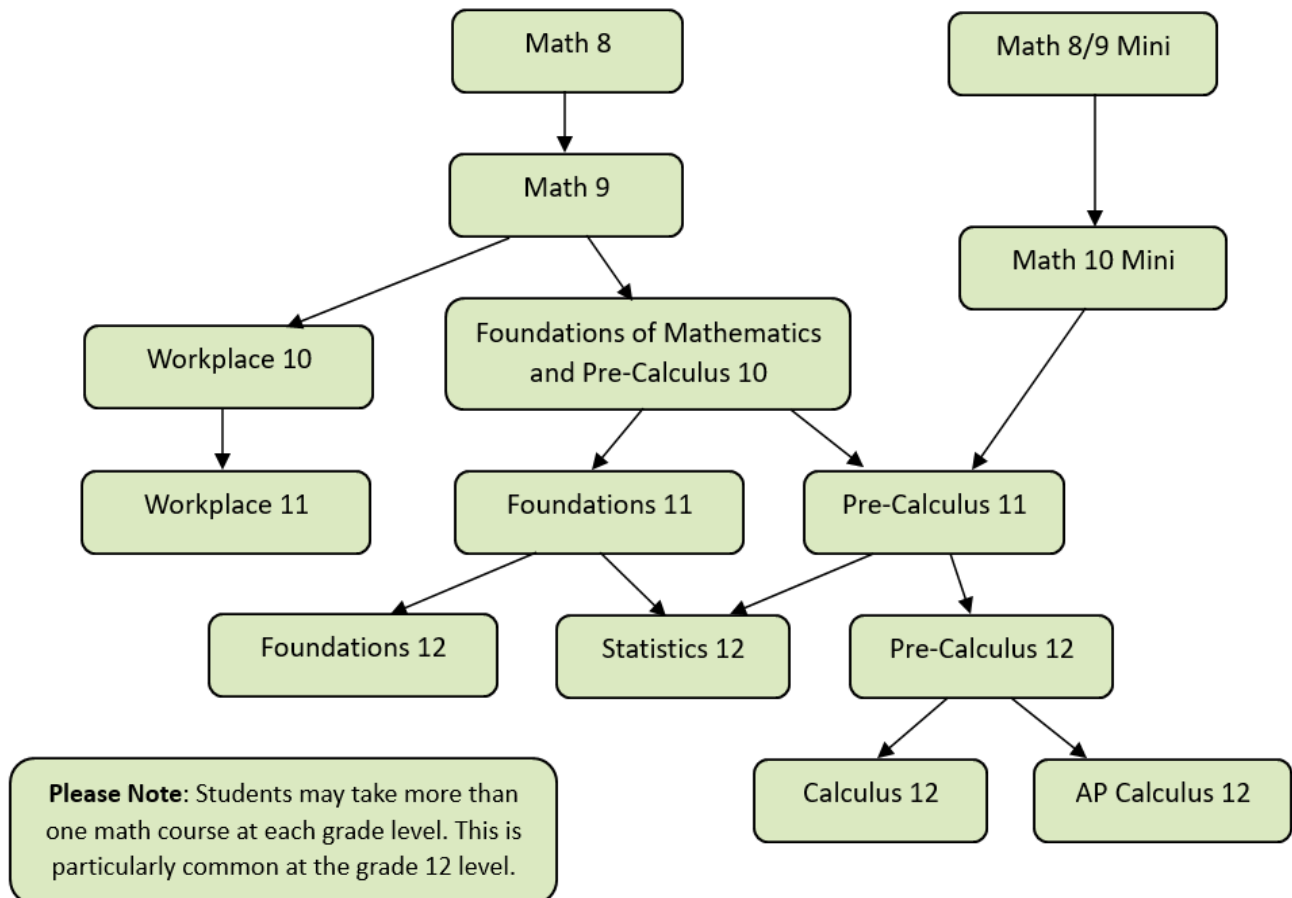 Math 8
Math 8/9 Mini
Math 9
Math 10 Mini
Workplace 10
Foundations of Mathematics
and Pre-Calculus 10
Workplace 11
Foundations 11
Pre-Calculus 11
Foundations 12
Statistics 12
Pre-Calculus 12
Calculus 12
AP Calculus 12
Please Note: Students may take more than
one math course at each grade level. This is
particularly common at the grade 12 level.